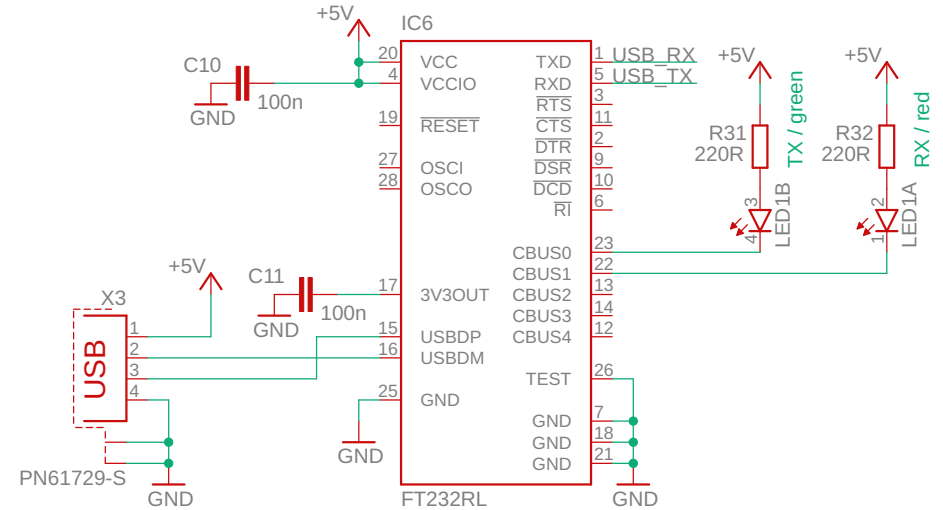 +5V
IC6
C10
100n
GND
20
VCC
4
VCCIO
19
RESET
27
OSCI
28
OSCO
17
3V3OUT
15
USBDP
16
USBDM
25
GND
TXD
1
USB_RX
RXD
5
USB_TX
RTS
3
CTS
11
DTR
2
DSR
9
DCD
10
RI
6
CBUS0
23
CBUS1
22
CBUS2
13
CBUS3
14
CBUS4
12
TEST
26
GND
7
GND
18
GND
21
GND
FT232RL
+5V
R31
220R
TX / green
3
4
LED1B
+5V
R32
220R
RX / red
2
1
LED1A
+5V
C11
100n
GND
X3
USB
1
2
3
4
PN61729-S
GND
GND